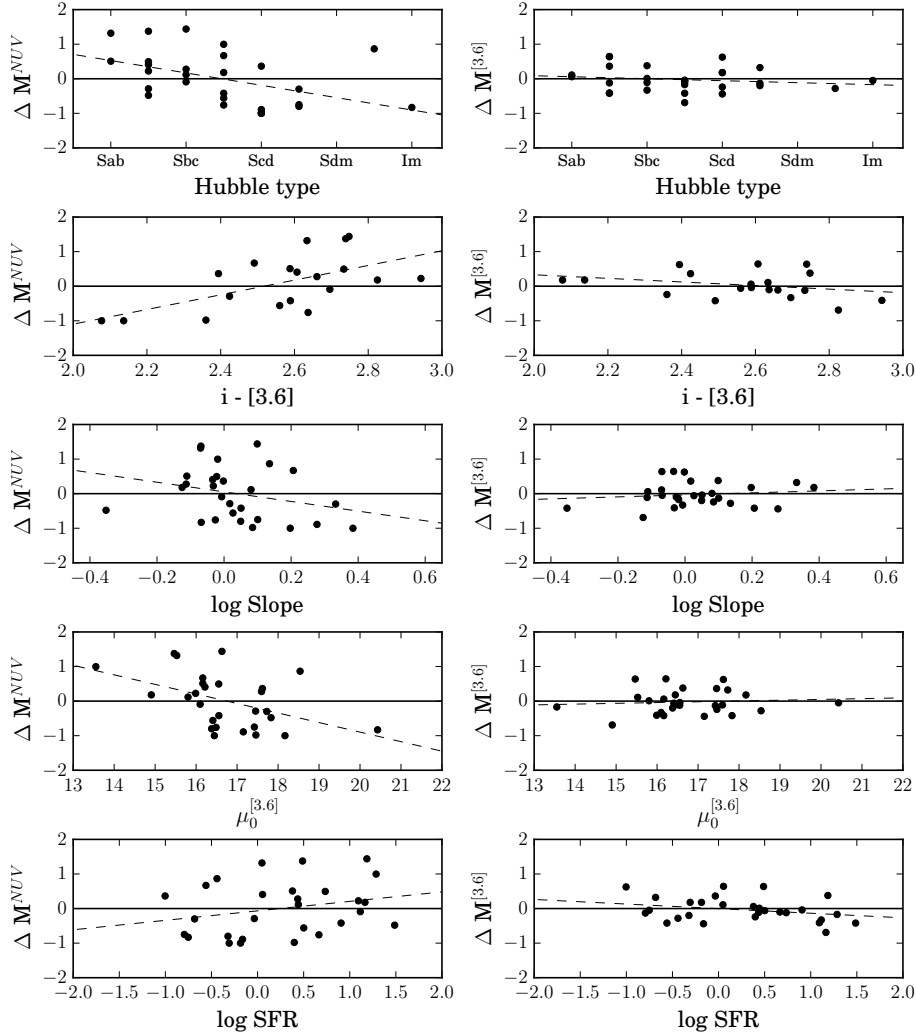 2 2
1 1
0 0
−1 −1
−2 −2
Δ M^NUV Δ M^[3.6]
Sab Sbc Scd Sdm Im Sab Sbc Scd Sdm Im
Hubble type Hubble type
2 2
1 1
0 0
−1 −1
−2 −2
Δ M^NUV Δ M^[3.6]
2.0 2.2 2.4 2.6 2.8 3.0 2.0 2.2 2.4 2.6 2.8 3.0
i - [3.6] i - [3.6]
2 2
1 1
0 0
−1 −1
−2 −2
Δ M^NUV Δ M^[3.6]
−0.4 −0.2 0.0 0.2 0.4 0.6 −0.4 −0.2 0.0 0.2 0.4 0.6
log Slope log Slope
2 2
1 1
0 0
−1 −1
−2 −2
Δ M^NUV Δ M^[3.6]
13 14 15 16 17 18 19 20 21 22 13 14 15 16 17 18 19 20 21 22
μ_0^[3.6] μ_0^[3.6]
2 2
1 1
0 0
−1 −1
−2 −2
Δ M^NUV Δ M^[3.6]
−2.0 −1.5 −1.0 −0.5 0.0 0.5 1.0 1.5 2.0 −2.0 −1.5 −1.0 −0.5 0.0 0.5 1.0 1.5 2.0
log SFR log SFR